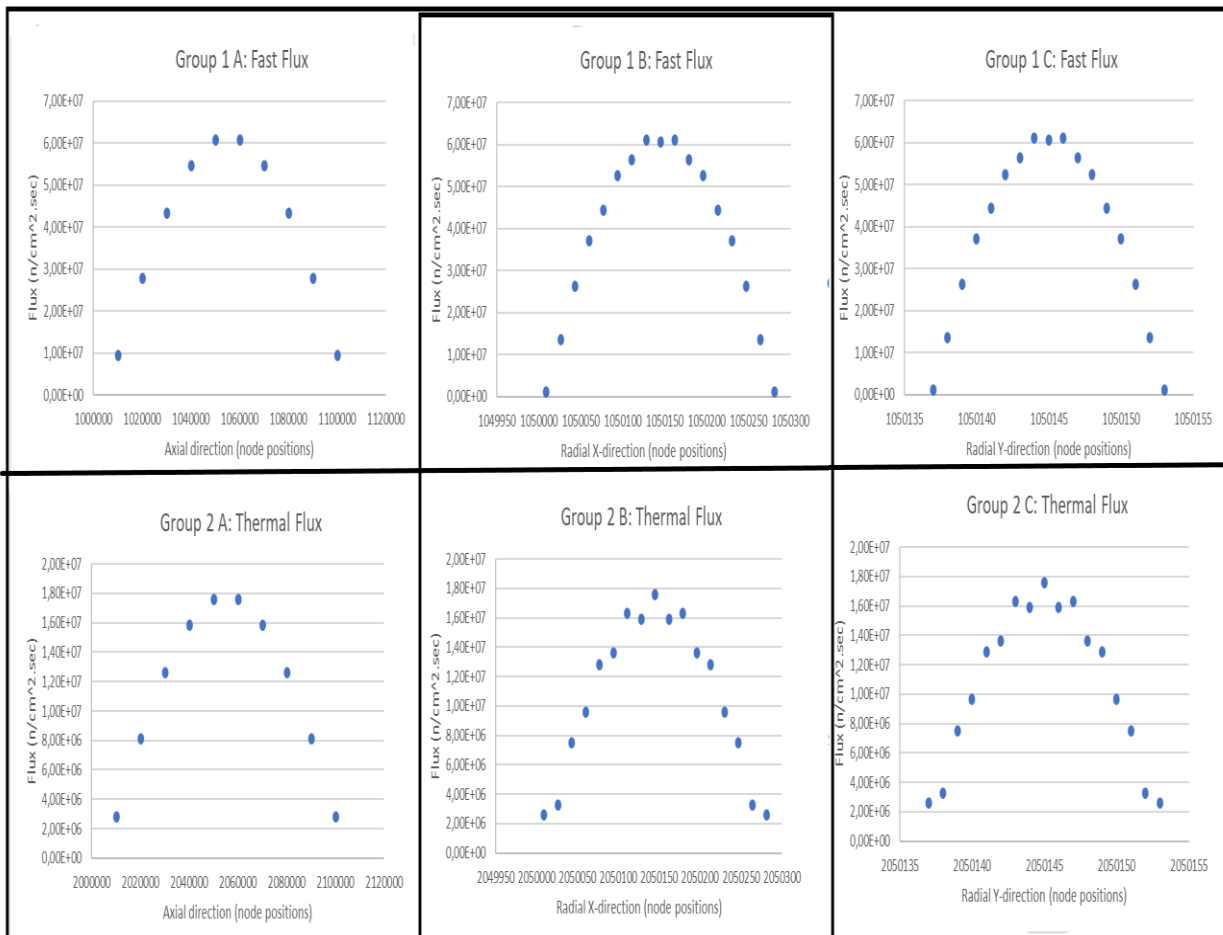 Group 1 A: Fast Flux
7,00E+07
6,00E+07
5,00E+07
4,00E+07
3,00E+07
2,00E+07
1,00E+07
0,00E+00
Flux (n/cm^2.sec)
1000000 1020000 1040000 1060000 1080000 1100000 1120000
Axial direction (node positions)
Group 1 B: Fast Flux
7,00E+07
6,00E+07
5,00E+07
4,00E+07
3,00E+07
2,00E+07
1,00E+07
0,00E+00
Flux (n/cm^2.sec)
1049950 1050000 1050050 1050100 1050150 1050200 1050250 1050300
Radial X-direction (node positions)
Group 1 C: Fast Flux
7,00E+07
6,00E+07
5,00E+07
4,00E+07
3,00E+07
2,00E+07
1,00E+07
0,00E+00
Flux (n/cm^2.sec)
1050135 1050140 1050145 1050150 1050155
Radial Y-direction (node positions)
Group 2 A: Thermal Flux
2,00E+07
1,80E+07
1,60E+07
1,40E+07
1,20E+07
1,00E+07
8,00E+06
6,00E+06
4,00E+06
2,00E+06
0,00E+00
Flux (n/cm^2.sec)
2000000 2020000 2040000 2060000 2080000 2100000 2120000
Axial direction (node positions)
Group 2 B: Thermal Flux
2,00E+07
1,80E+07
1,60E+07
1,40E+07
1,20E+07
1,00E+07
8,00E+06
6,00E+06
4,00E+06
2,00E+06
0,00E+00
Flux (n/cm^2.sec)
2049950 2050000 2050050 2050100 2050150 2050200 2050250 2050300
Radial X-direction (node positions)
Group 2 C: Thermal Flux
2,00E+07
1,80E+07
1,60E+07
1,40E+07
1,20E+07
1,00E+07
8,00E+06
6,00E+06
4,00E+06
2,00E+06
0,00E+00
Flux (n/cm^2.sec)
2050135 2050140 2050145 2050150 2050155
Radial Y-direction (node positions)